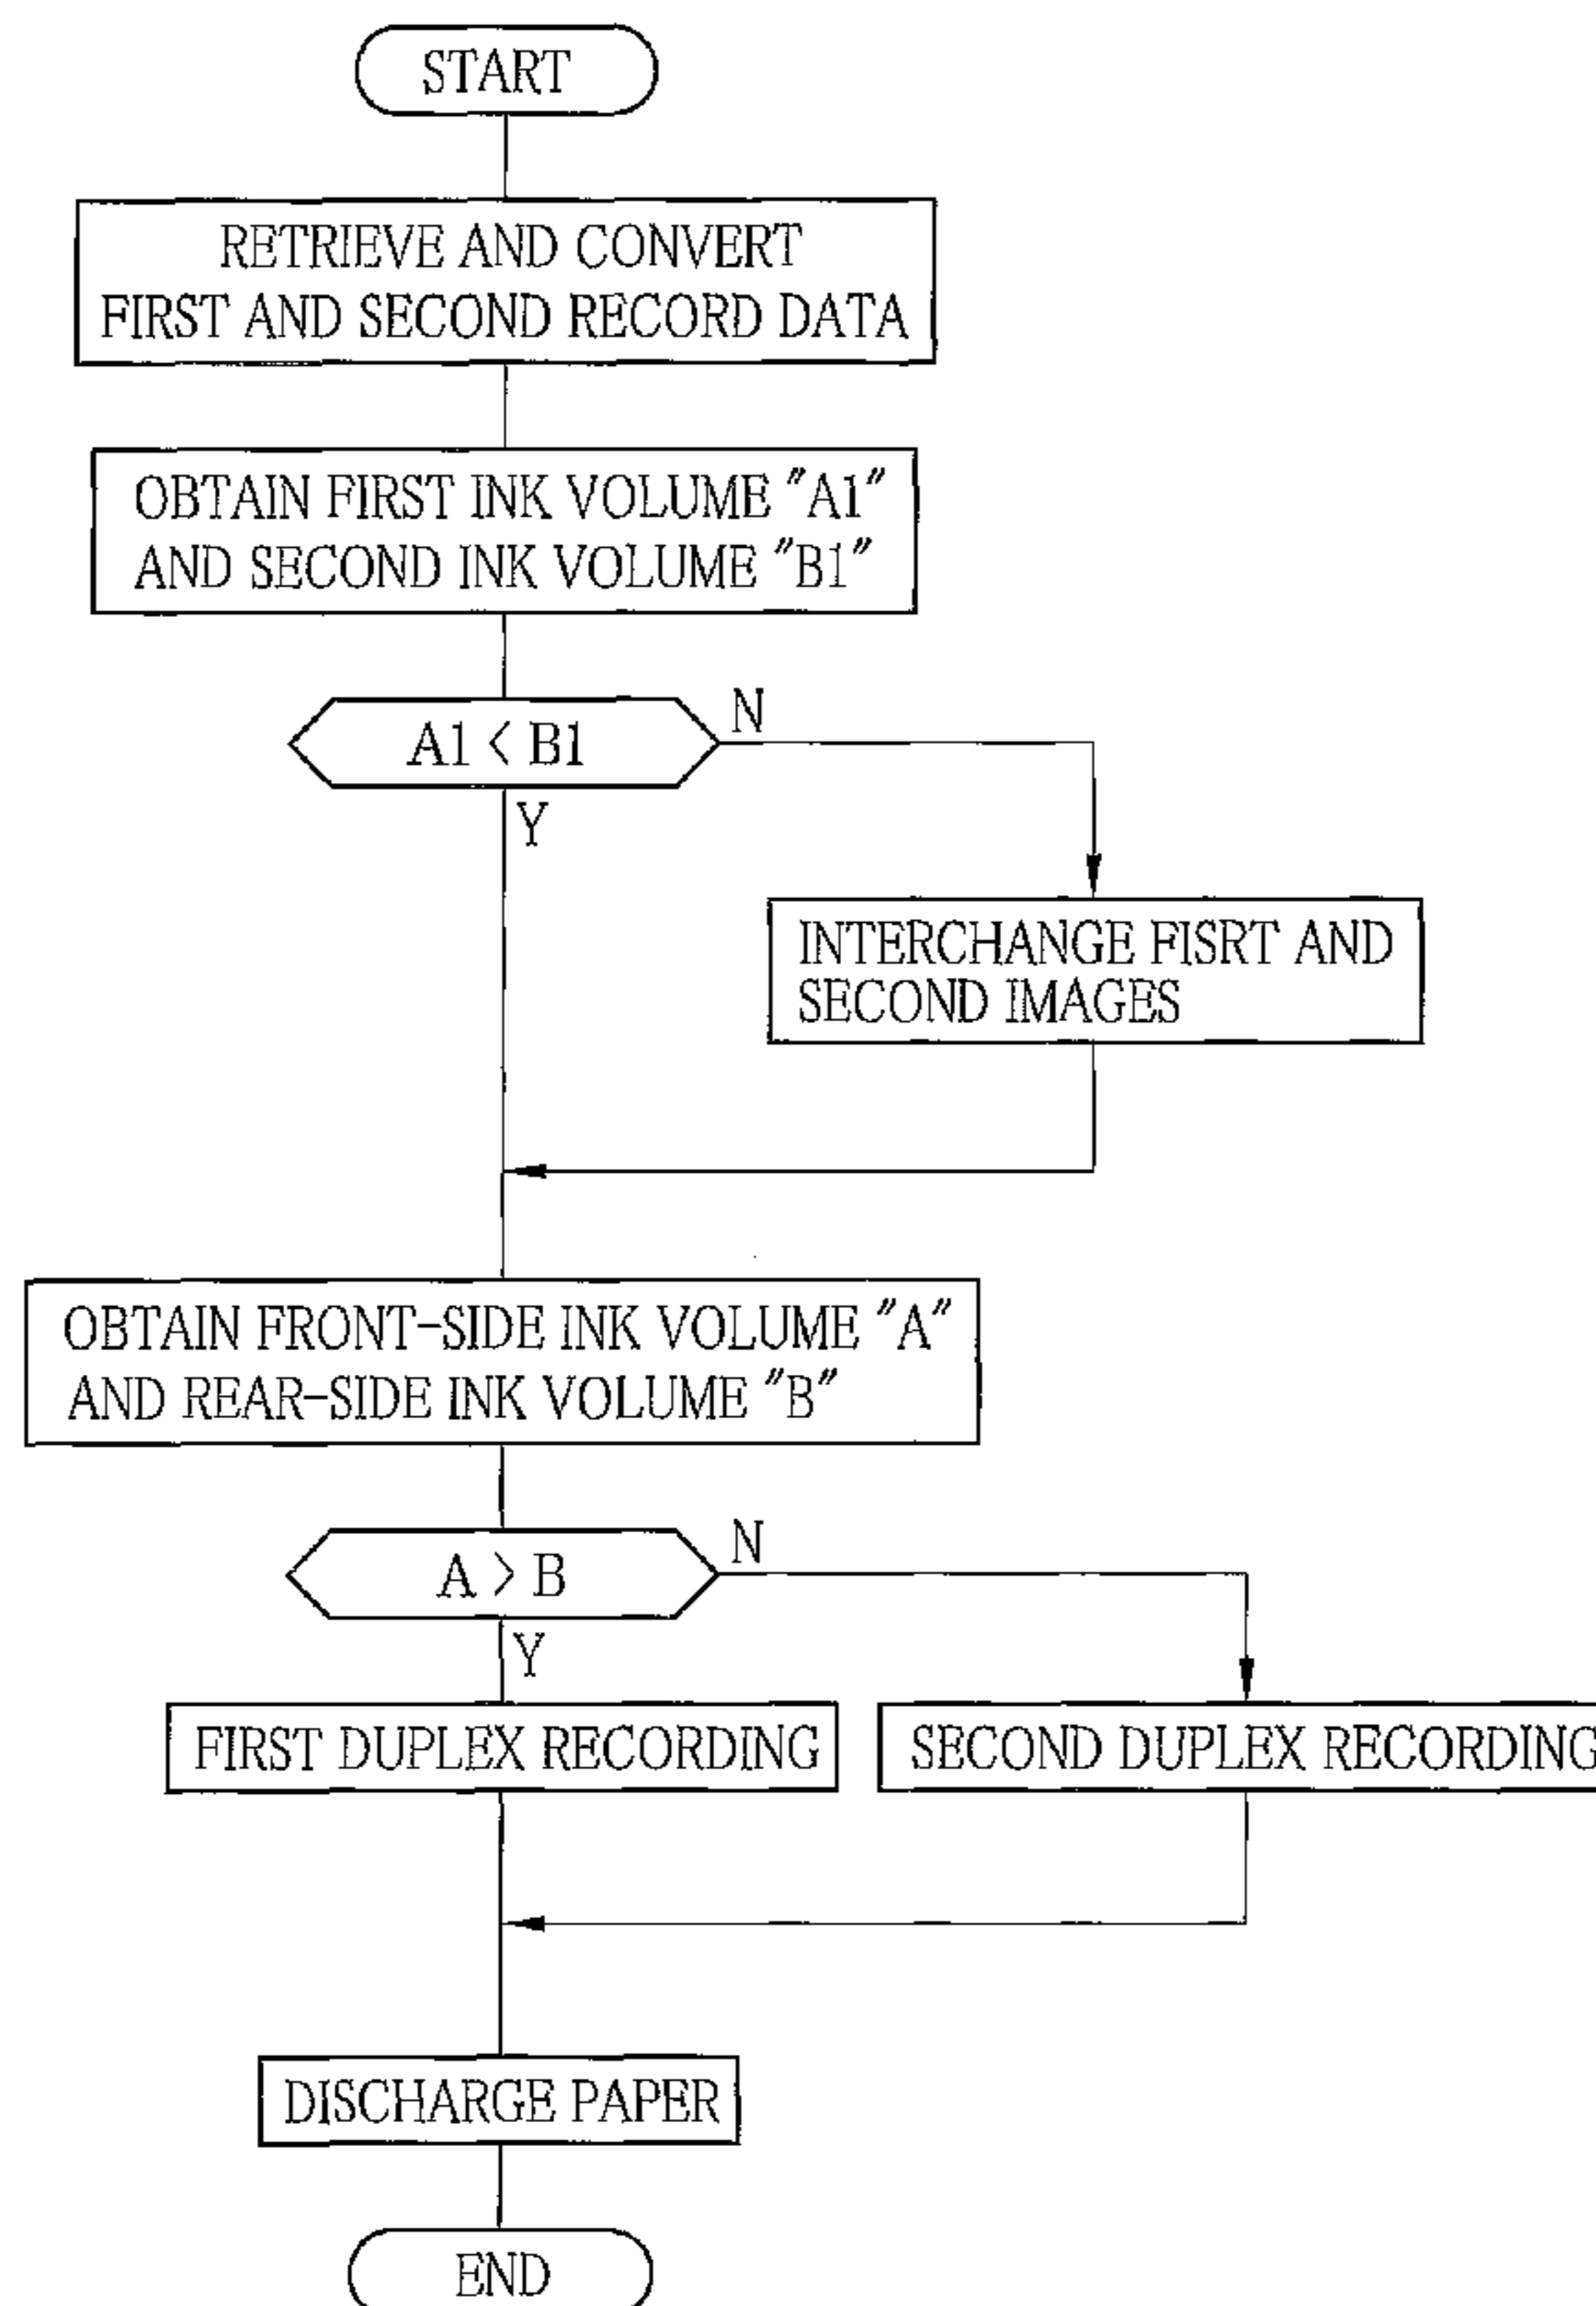 START
RETRIEVE AND CONVERT
FIRST AND SECOND RECORD DATA
OBTAIN FIRST INK VOLUME "A1"
AND SECOND INK VOLUME "B1"
A1 < B1
N
Y
INTERCHANGE FISRT AND
SECOND IMAGES
OBTAIN FRONT-SIDE INK VOLUME "A"
AND REAR-SIDE INK VOLUME "B"
A > B
N
Y
FIRST DUPLEX RECORDING
SECOND DUPLEX RECORDING
DISCHARGE PAPER
END